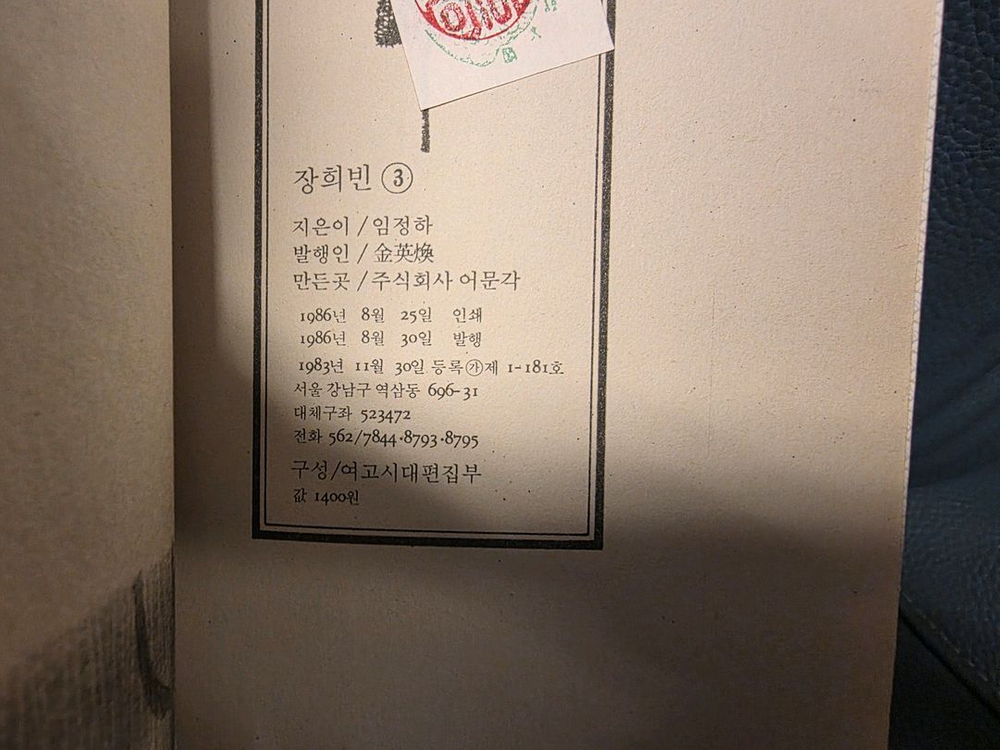 장희빈 ③
지은이 / 임정하
발행인 / 金英煥
만든곳 / 주식회사 어문각
1986년 8월 25일 인쇄
1986년 8월 30일 발행
1983년 11월 30일 등록 ㉮제 1-181호
서울 강남구 역삼동 696-31
대체구좌 523472
전화 562/7844·8793·8795
구성/여고시대편집부
값 1400원